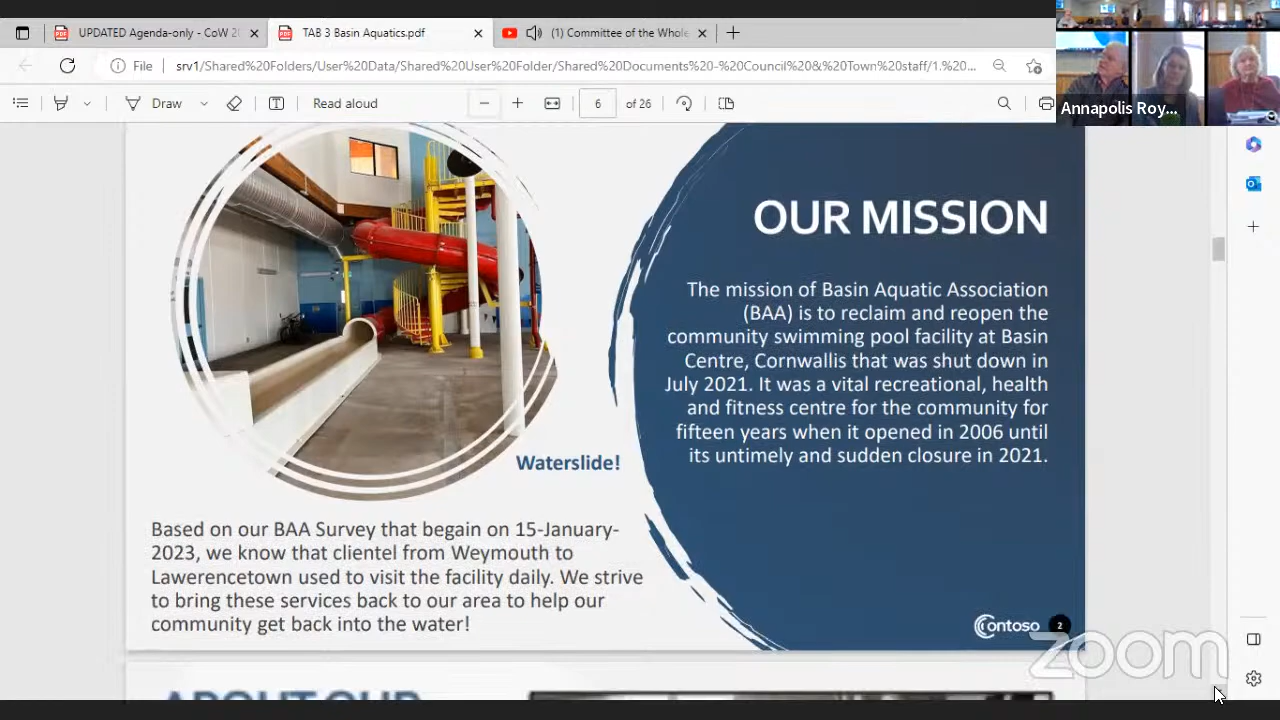 UPDATED Agenda-only - CoW 20
TAB 3 Basin Aquatics.pdf
(1) Committee of the Whole
File
srv1/Shared%20Folders/User%20Data/Shared%20User%20Folder/Shared%20Documents%20-%20Council%20&%20Town%20staff/1.%20...
Draw
Read aloud
6
of 26
Annapolis Roy...
OUR MISSION
The mission of Basin Aquatic Association
(BAA) is to reclaim and reopen the
community swimming pool facility at Basin
Centre, Cornwallis that was shut down in
July 2021. It was a vital recreational, health
and fitness centre for the community for
fifteen years when it opened in 2006 until
its untimely and sudden closure in 2021.
Waterslide!
Based on our BAA Survey that begain on 15-January-
2023, we know that clientel from Weymouth to
Lawerencetown used to visit the facility daily. We strive
to bring these services back to our area to help our
community get back into the water!
Contoso
2
zoom
ABOUT OUR